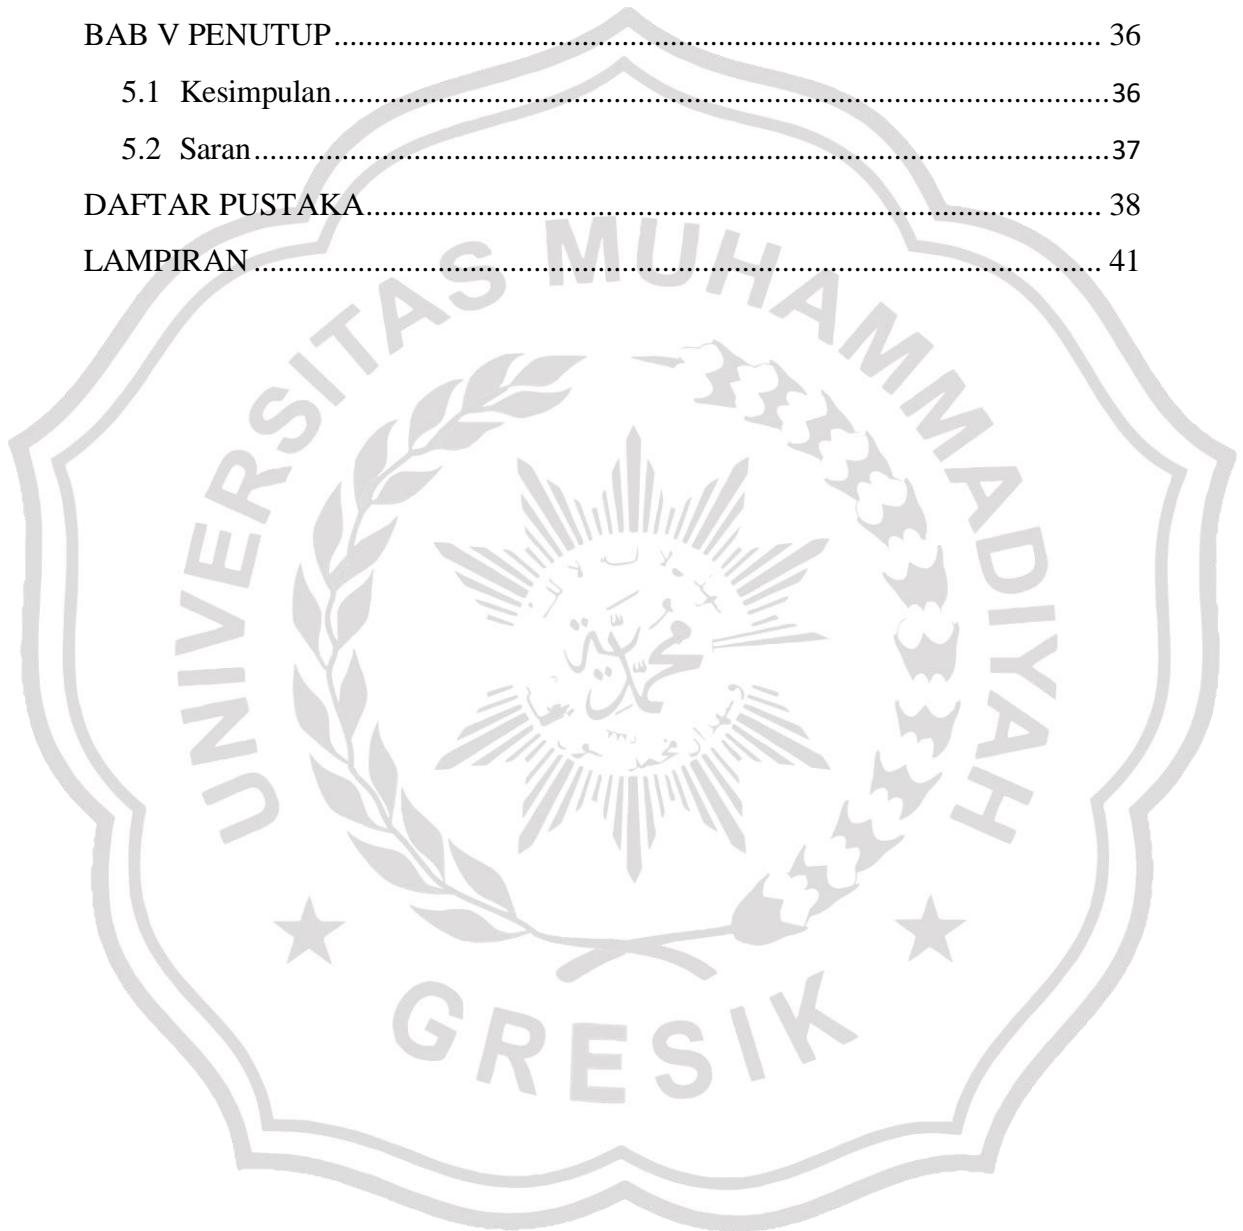 BAB V PENUTUP........................................................................................ 36
5.1 Kesimpulan........................................................................................36
5.2 Saran........................................................................................37
DAFTAR PUSTAKA........................................................................................ 38
LAMPIRAN........................................................................................ 41
UNIVERSITAS MUHAMMADIYAH
محمدية
GRESIK